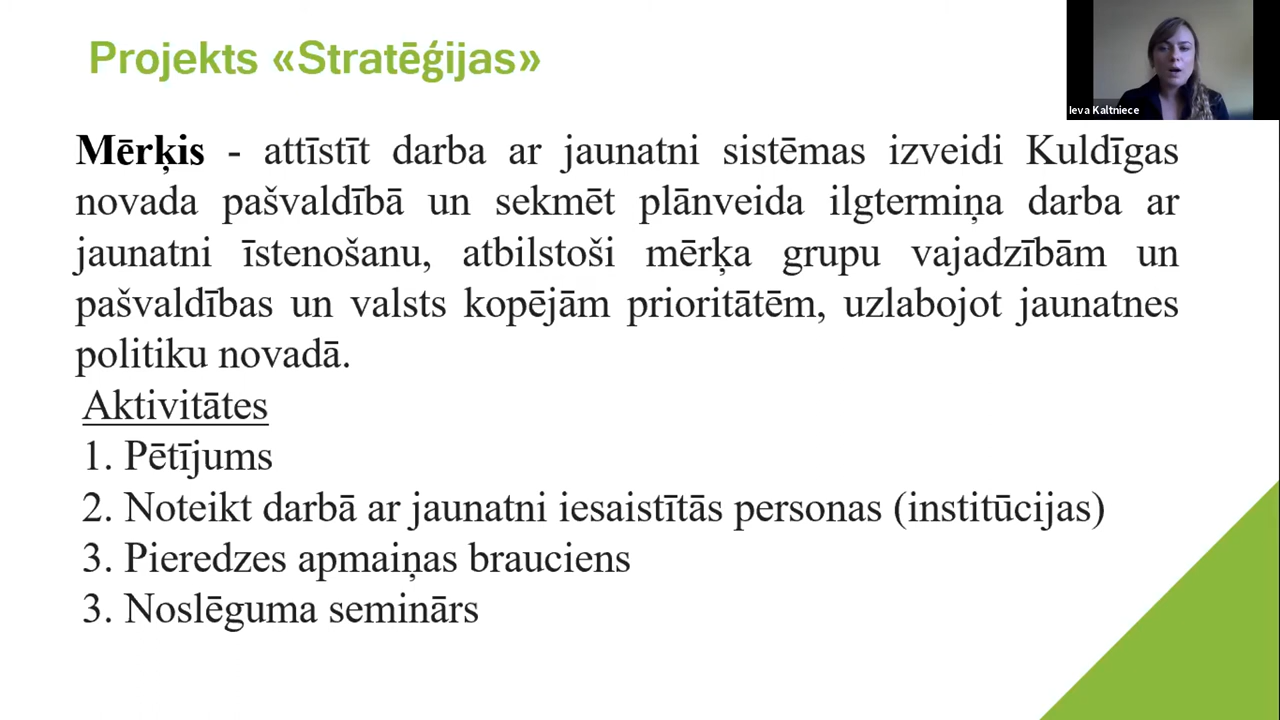 Projekts «Stratēģijas»
Ieva Kaltniece
Mērķis - attīstīt darba ar jaunatni sistēmas izveidi Kuldīgas
novada pašvaldībā un sekmēt plānveida ilgtermiņa darba ar
jaunatni īstenošanu, atbilstoši mērķa grupu vajadzībām un
pašvaldības un valsts kopējām prioritātēm, uzlabojot jaunatnes
politiku novadā.
Aktivitātes
1. Pētījums
2. Noteikt darbā ar jaunatni iesaistītās personas (institūcijas)
3. Pieredzes apmaiņas brauciens
3. Noslēguma seminārs